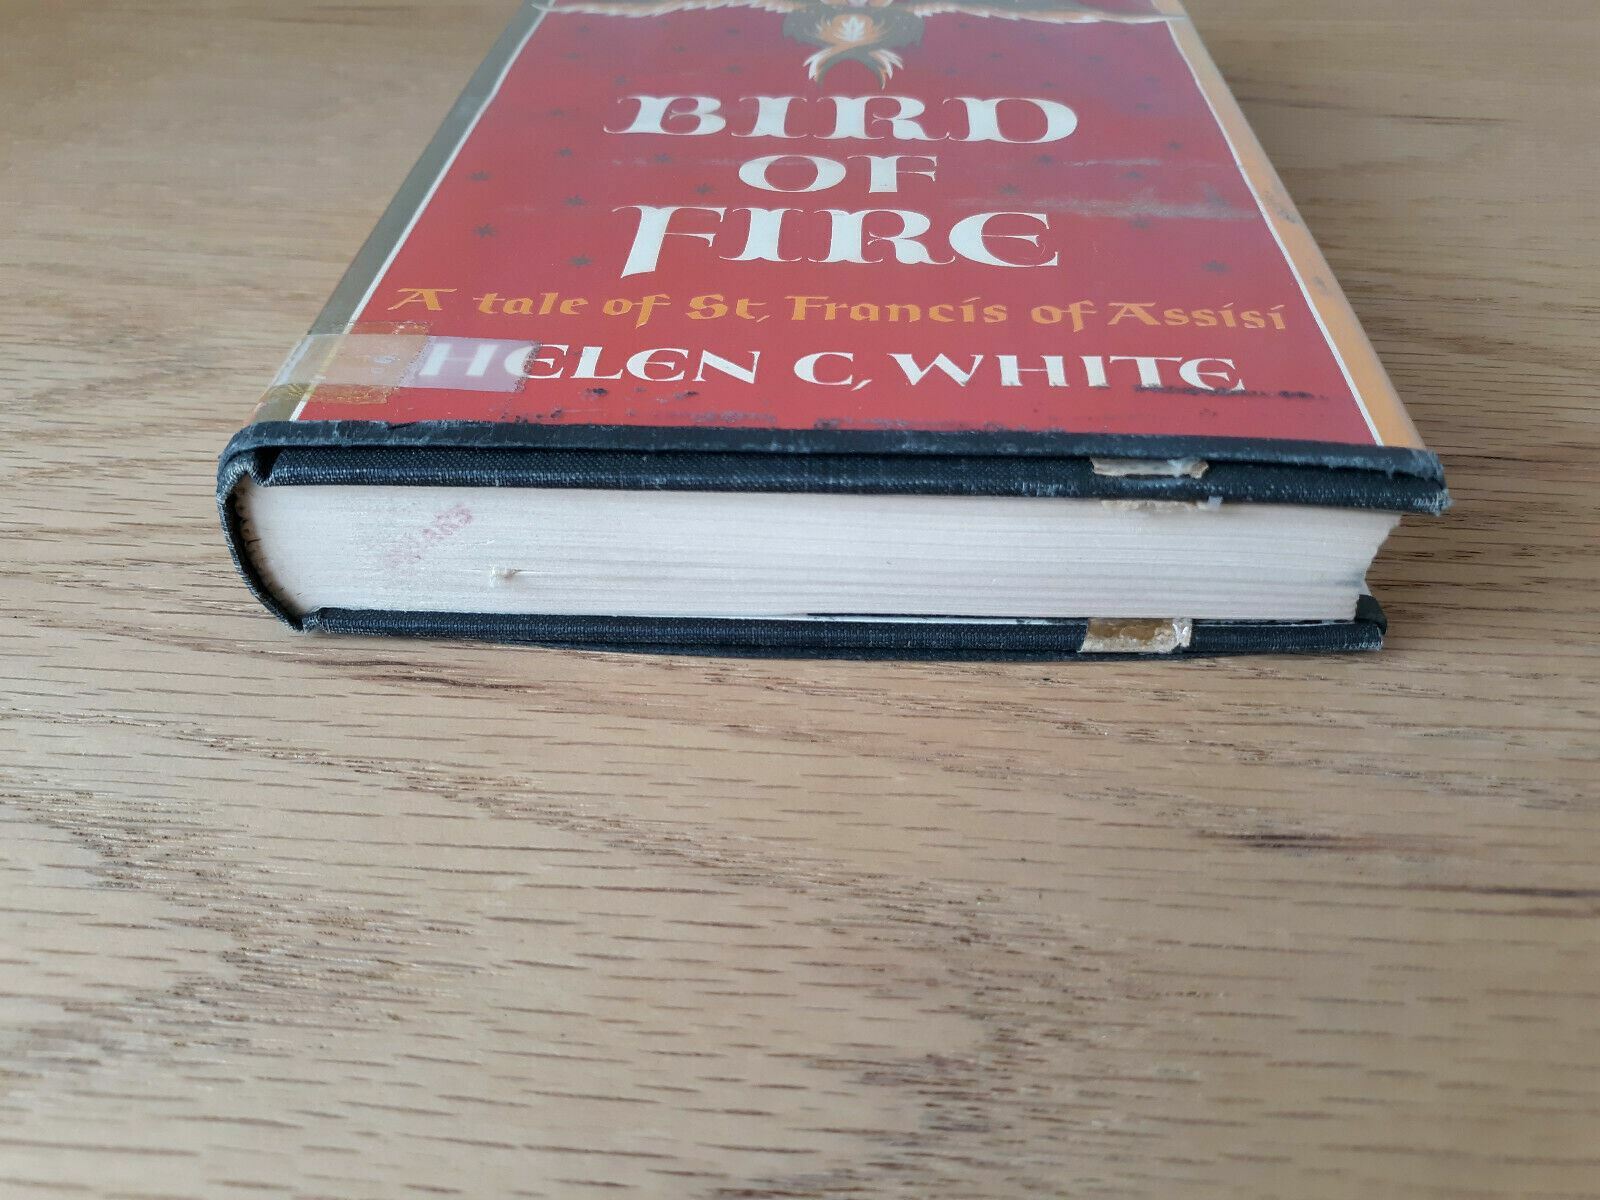 BIRD
OF
FIRE
A tale of St. Francis of Assisi
HELEN C. WHITE